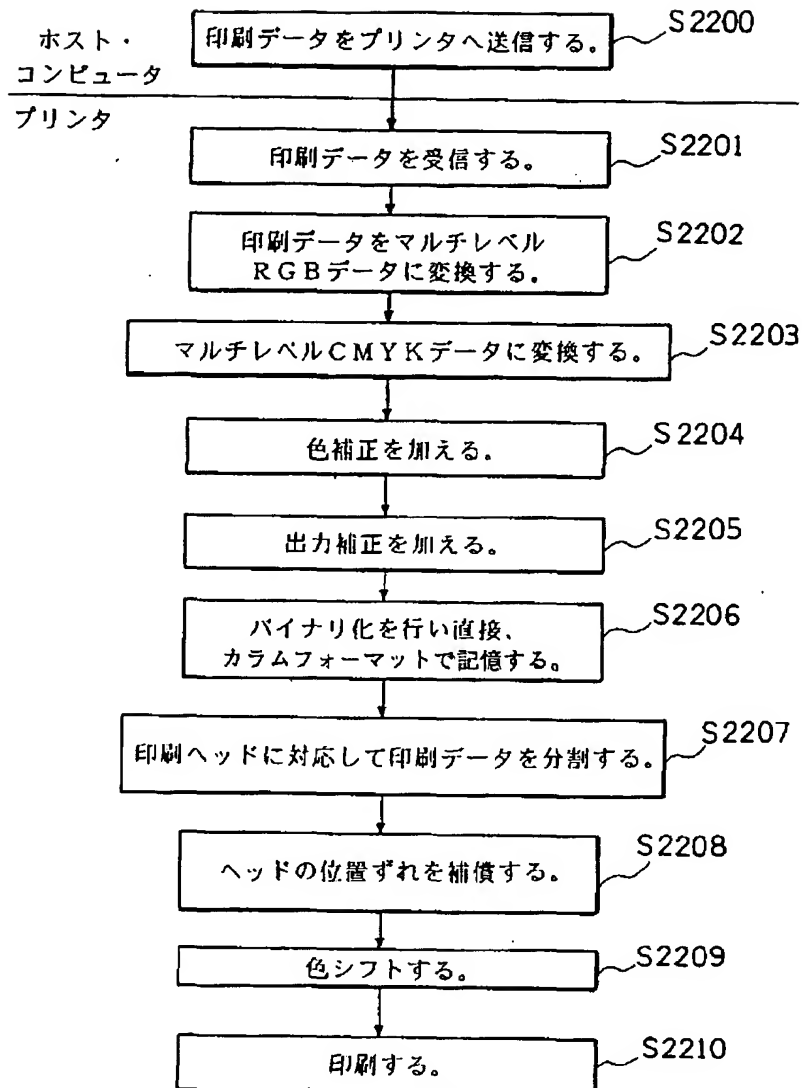 ホスト・
コンピュータ
印刷データをプリンタへ送信する。
S2200
プリンタ
印刷データを受信する。
S2201
印刷データをマルチレベル
RGBデータに変換する。
S2202
マルチレベルCMYKデータに変換する。
S2203
色補正を加える。
S2204
出力補正を加える。
S2205
バイナリ化を行い直接、
カラムフォーマットで記憶する。
S2206
印刷ヘッドに対応して印刷データを分割する。
S2207
ヘッドの位置ずれを補償する。
S2208
色シフトする。
S2209
印刷する。
S2210